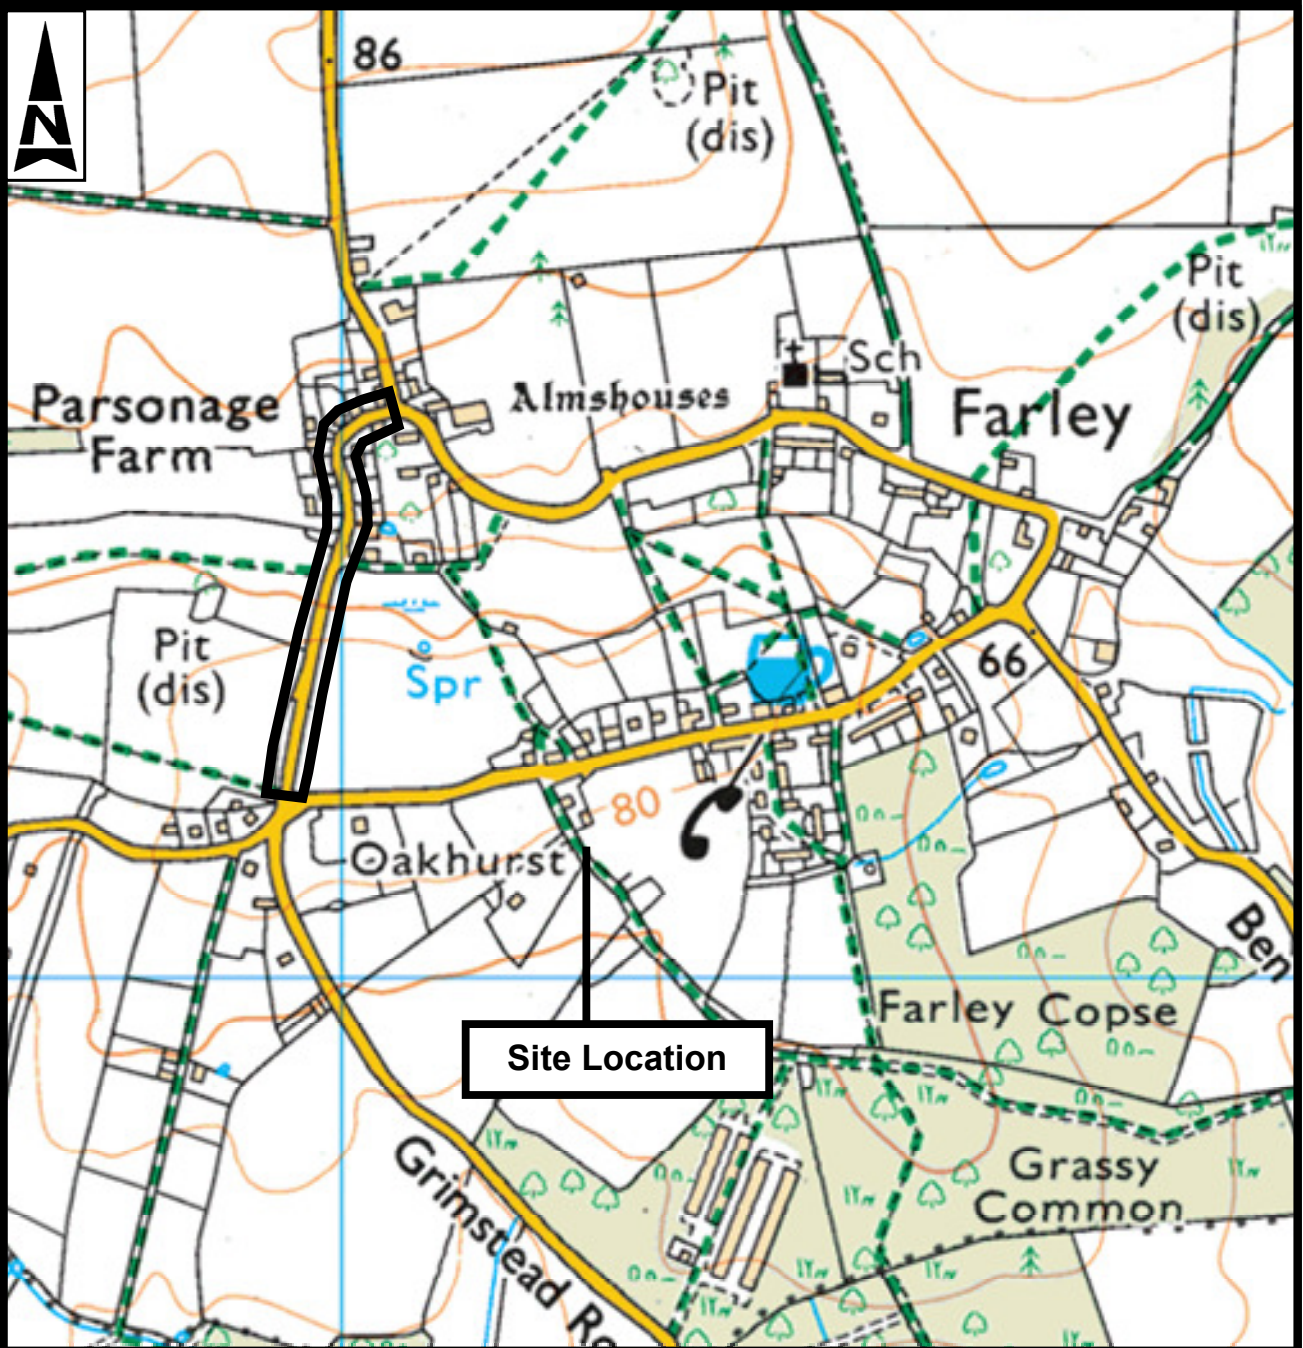 N
86
Pit
(dis)
Pit
(dis)
Sch
Parsonage
Farm
Almshouses
Farley
Pit
(dis)
Spr
66
80
Oakhurst
Ben
Farley Copse
Site Location
Grassy
Common
Grimstead Ro